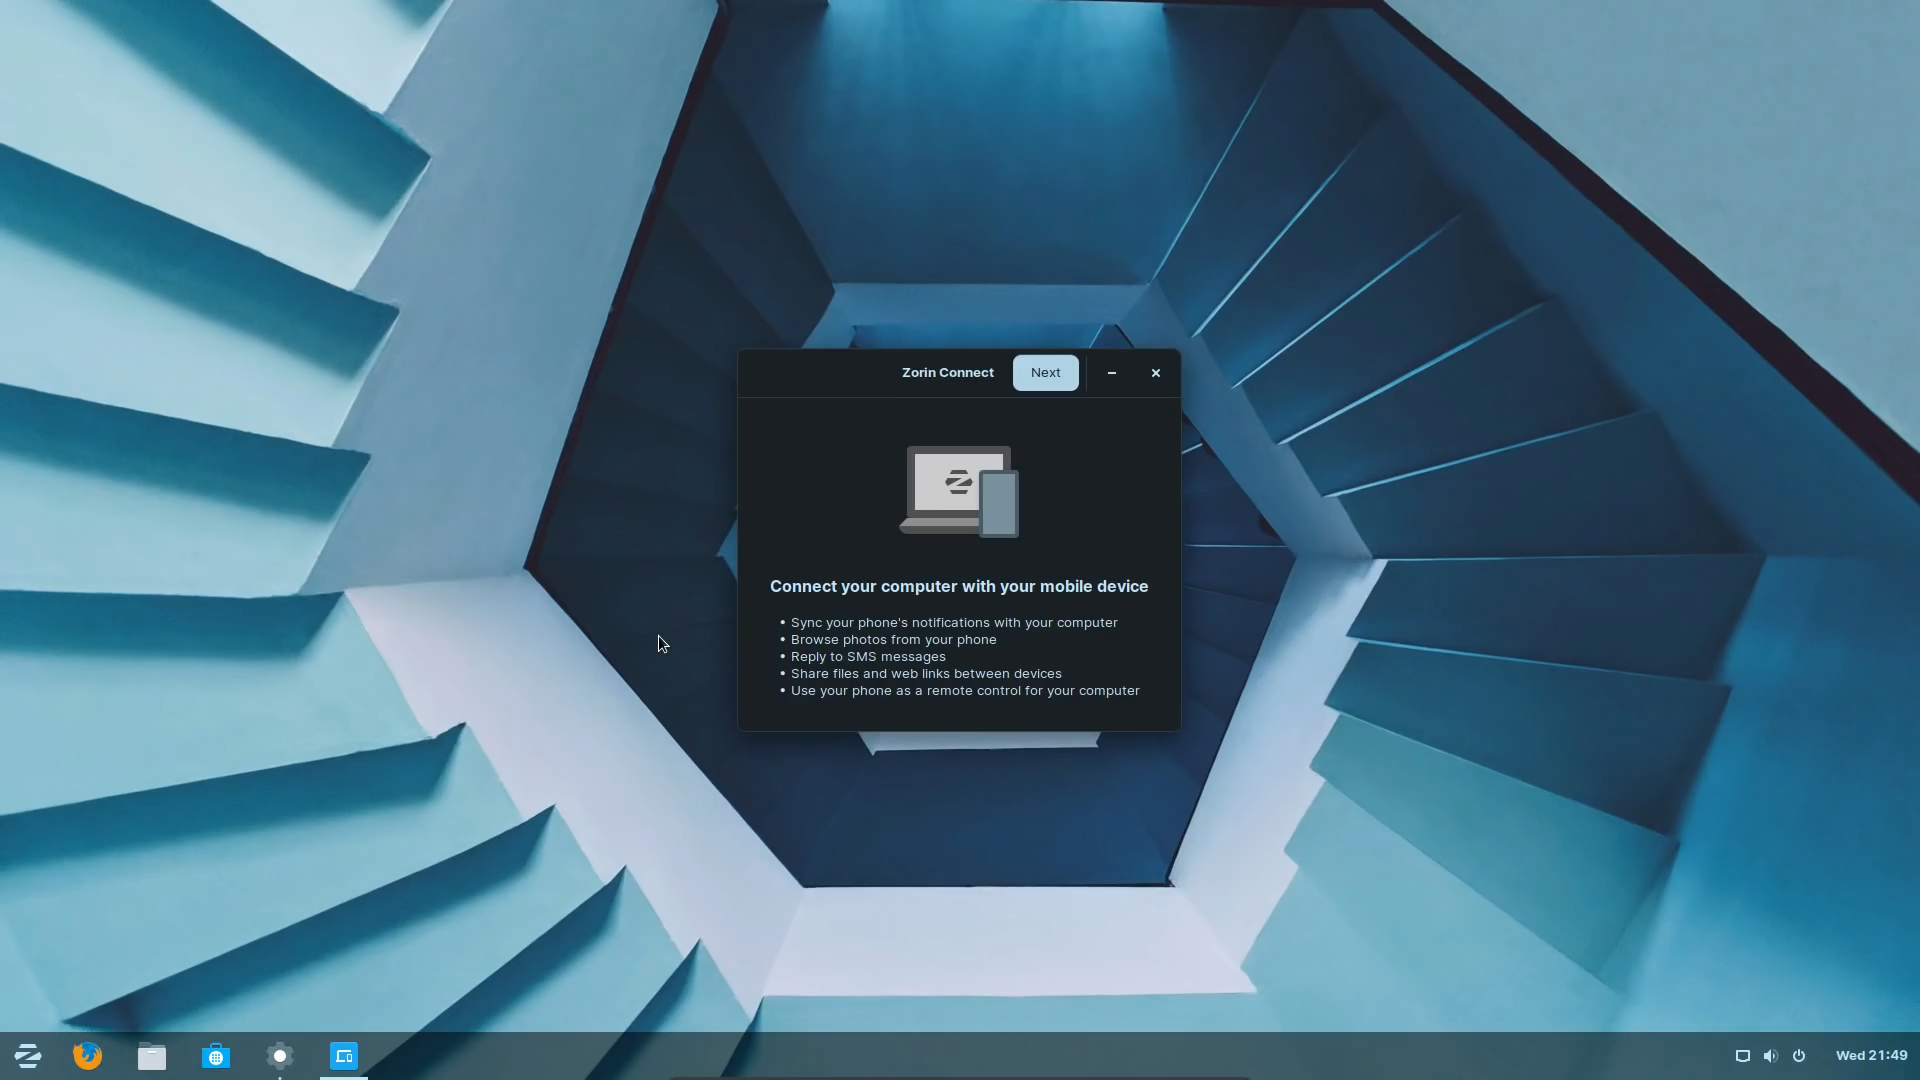 Zorin Connect
Next
Connect your computer with your mobile device
• Sync your phone's notifications with your computer
• Browse photos from your phone
• Reply to SMS messages
• Share files and web links between devices
• Use your phone as a remote control for your computer
Wed 21:49